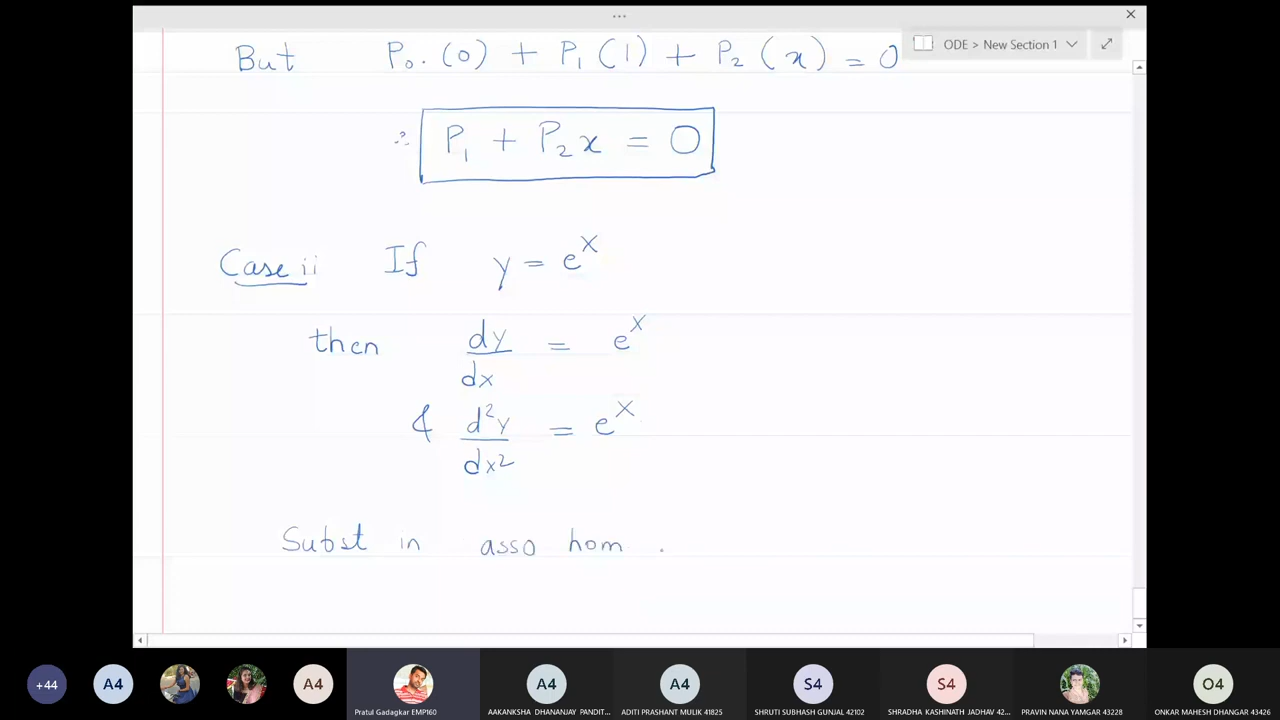 ...
ODE > New Section 1
But P₀.(0) + P₁(1) + P₂(x) = 0
∴ P₁ + P₂x = 0
Case ii If y = eˣ
then dy/dx = eˣ
& d²y/dx² = eˣ
Subst in asso hom .
+44
A4
A4
A4
A4
S4
S4
O4
Pratul Gadagkar EMP160
AAKANKSHA DHANANJAY PANDIT...
ADITI PRASHANT MULIK 41825
SHRUTI SUBHASH GUNJAL 42102
SHRADHA KASHINATH JADHAV 42...
PRAVIN NANA YAMGAR 43228
ONKAR MAHESH DHANGAR 43426